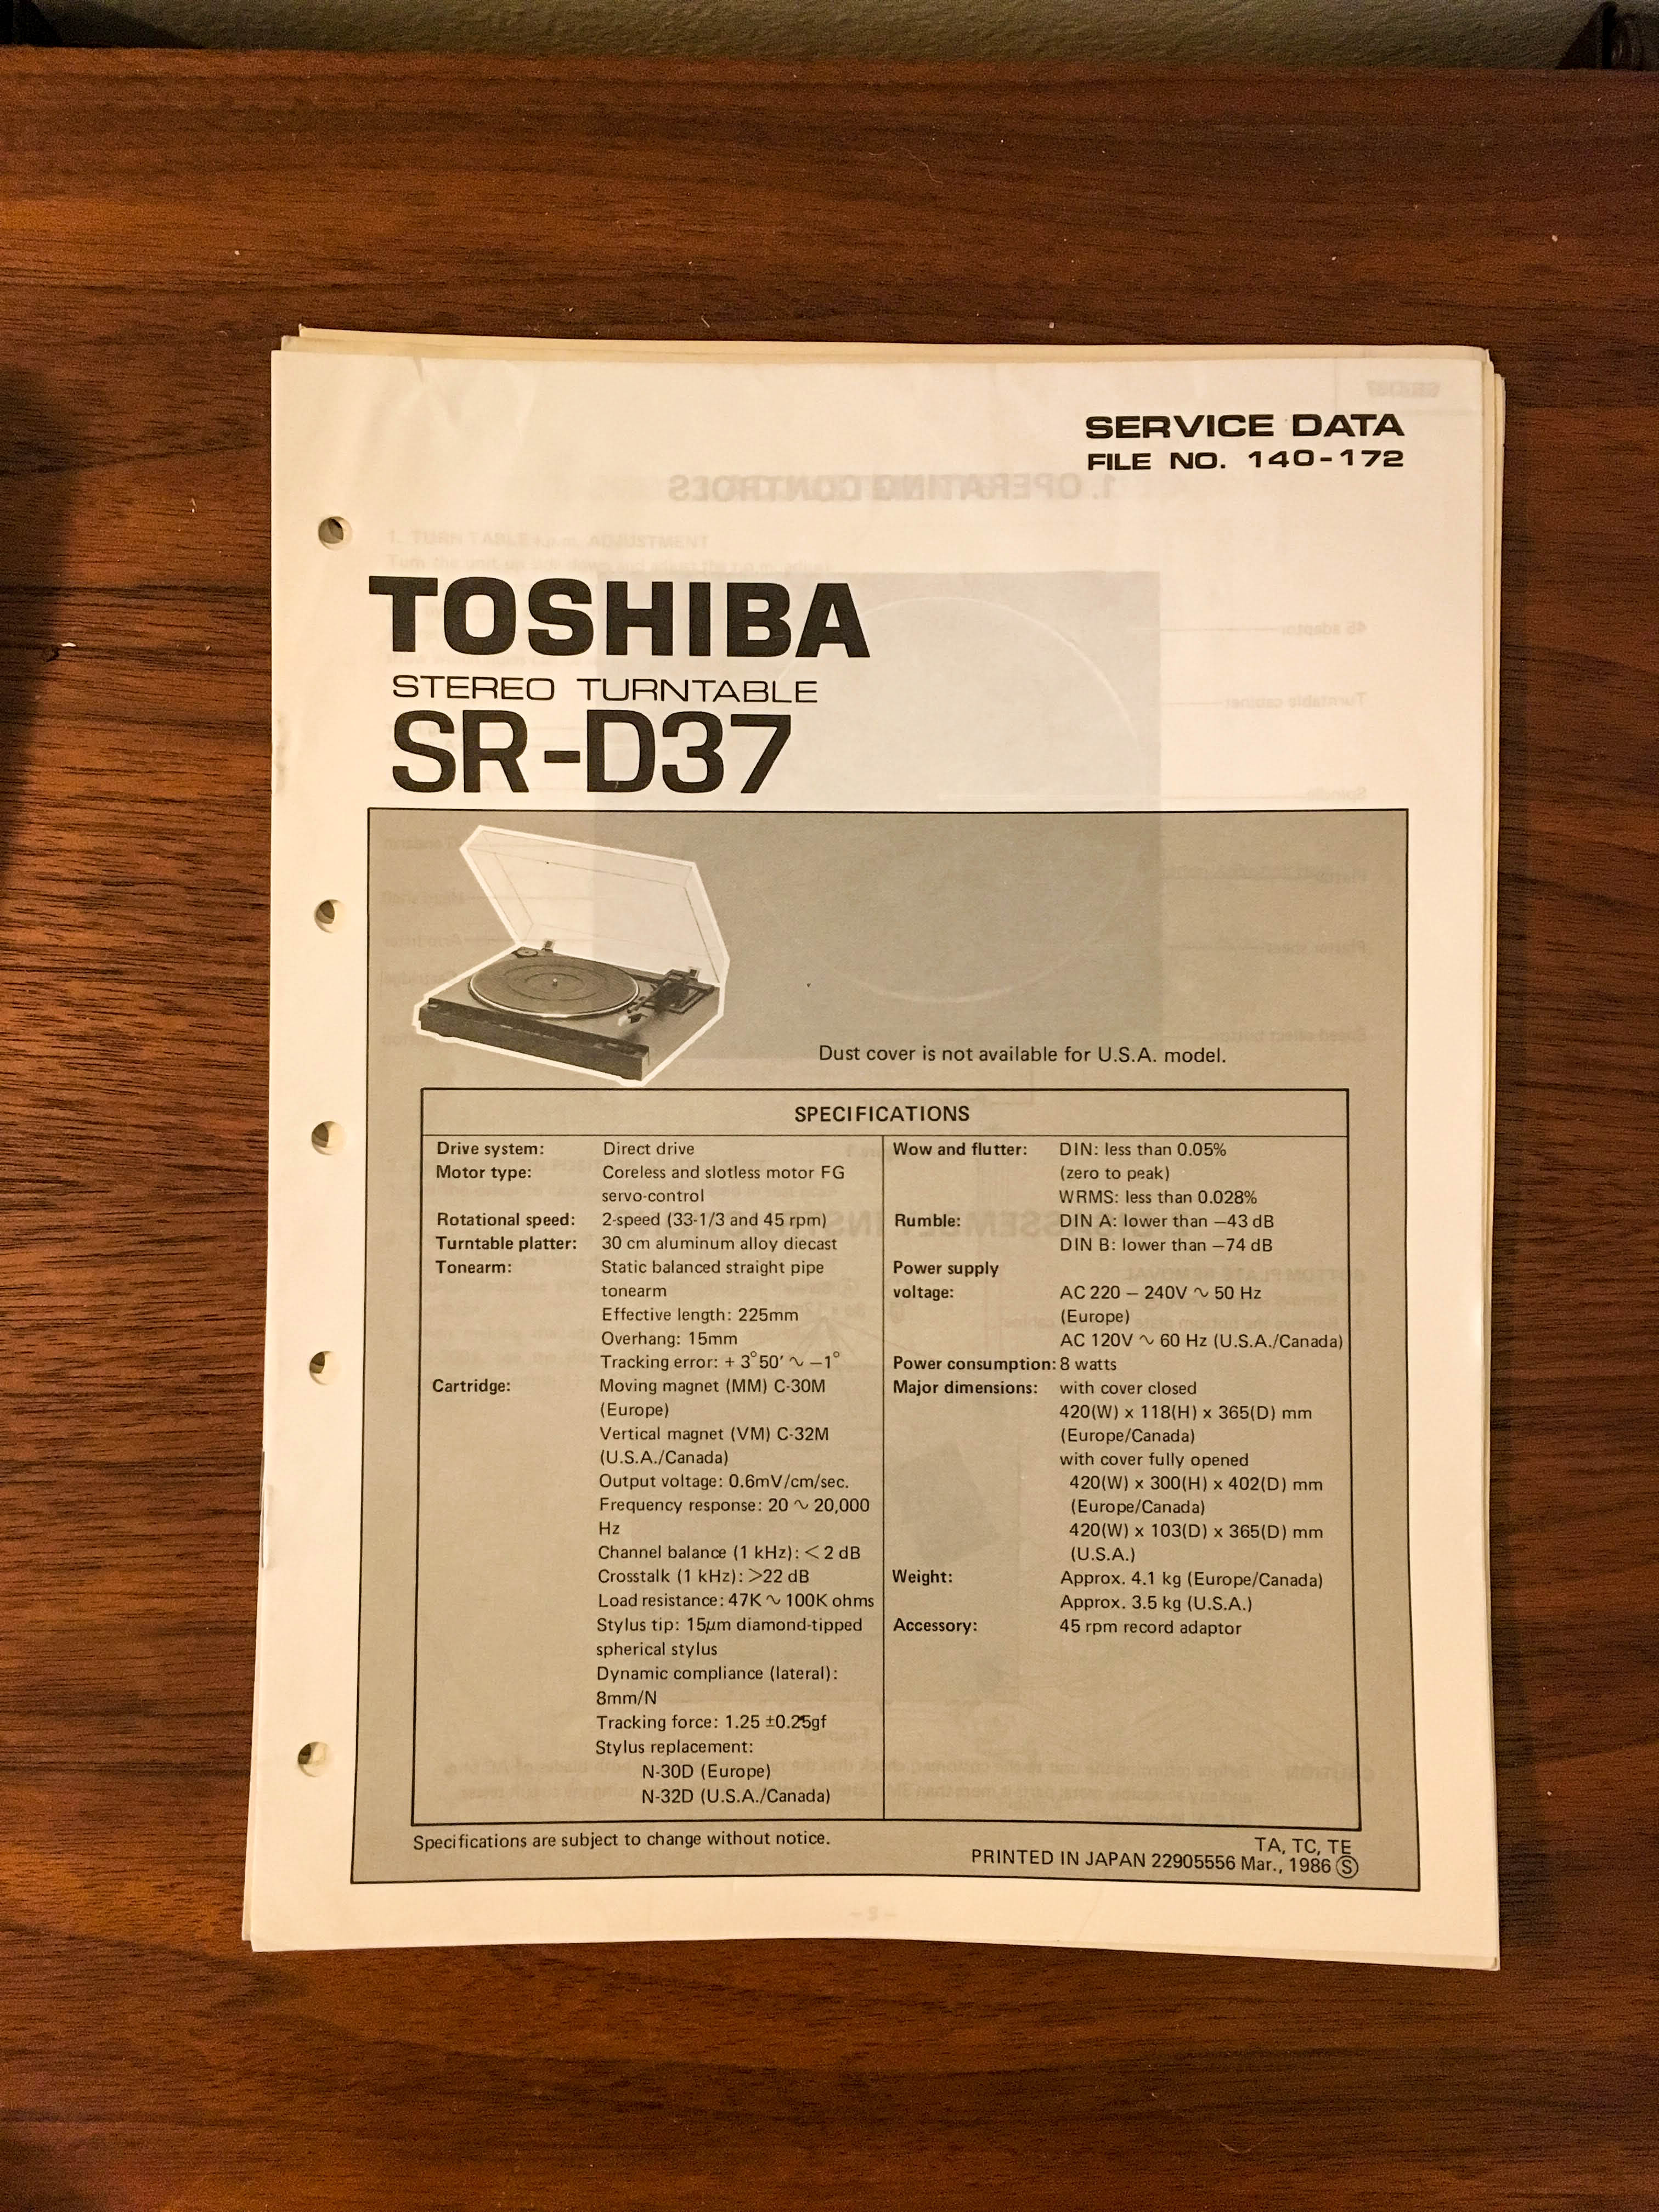 SERVICE DATA
FILE NO. 140-172
TOSHIBA
STEREO TURNTABLE
SR-D37
Dust cover is not available for U.S.A. model.
SPECIFICATIONS
Drive system: Direct drive
Motor type: Coreless and slotless motor FG
servo-control
Rotational speed: 2-speed (33-1/3 and 45 rpm)
Turntable platter: 30 cm aluminum alloy diecast
Tonearm: Static balanced straight pipe
tonearm
Effective length: 225mm
Overhang: 15mm
Tracking error: + 3°50′ ∿ −1°
Cartridge: Moving magnet (MM) C-30M
(Europe)
Vertical magnet (VM) C-32M
(U.S.A./Canada)
Output voltage: 0.6mV/cm/sec.
Frequency response: 20 ∿ 20,000
Hz
Channel balance (1 kHz): < 2 dB
Crosstalk (1 kHz): >22 dB
Load resistance: 47K ∿ 100K ohms
Stylus tip: 15μm diamond-tipped
spherical stylus
Dynamic compliance (lateral):
8mm/N
Tracking force: 1.25 ±0.25gf
Stylus replacement:
N-30D (Europe)
N-32D (U.S.A./Canada)
Wow and flutter: DIN: less than 0.05%
(zero to peak)
WRMS: less than 0.028%
Rumble: DIN A: lower than −43 dB
DIN B: lower than −74 dB
Power supply
voltage: AC 220 – 240V ∿ 50 Hz
(Europe)
AC 120V ∿ 60 Hz (U.S.A./Canada)
Power consumption: 8 watts
Major dimensions: with cover closed
420(W) x 118(H) x 365(D) mm
(Europe/Canada)
with cover fully opened
420(W) x 300(H) x 402(D) mm
(Europe/Canada)
420(W) x 103(D) x 365(D) mm
(U.S.A.)
Weight: Approx. 4.1 kg (Europe/Canada)
Approx. 3.5 kg (U.S.A.)
Accessory: 45 rpm record adaptor
Specifications are subject to change without notice.
TA, TC, TE
PRINTED IN JAPAN 22905556 Mar., 1986 Ⓢ